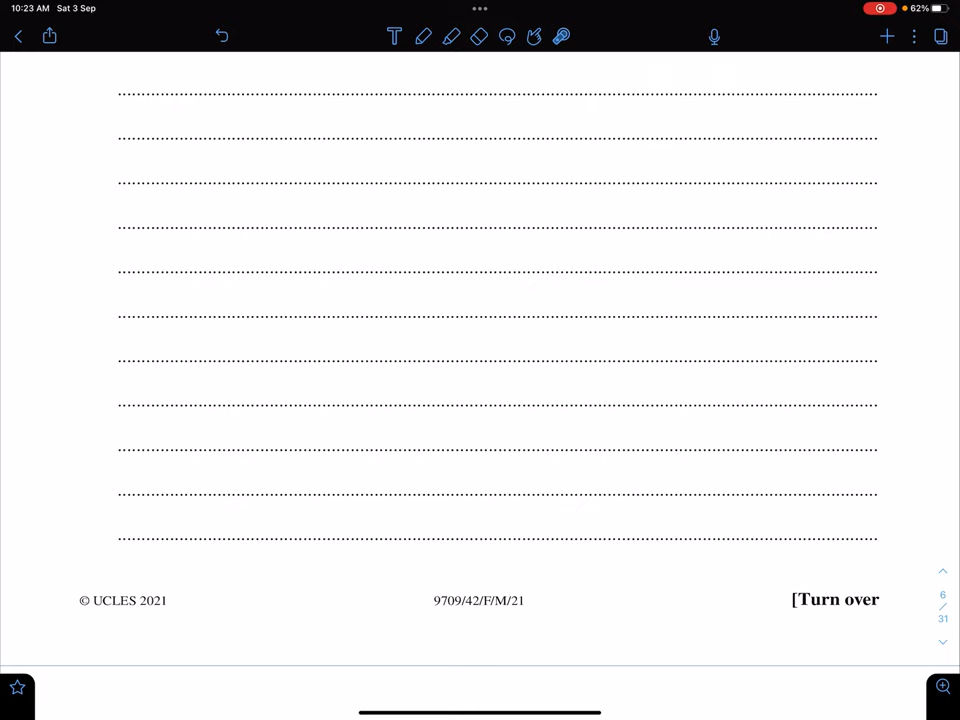 10:23 AM Sat 3 Sep
62%
T
© UCLES 2021
9709/42/F/M/21
[Turn over
6
/
31